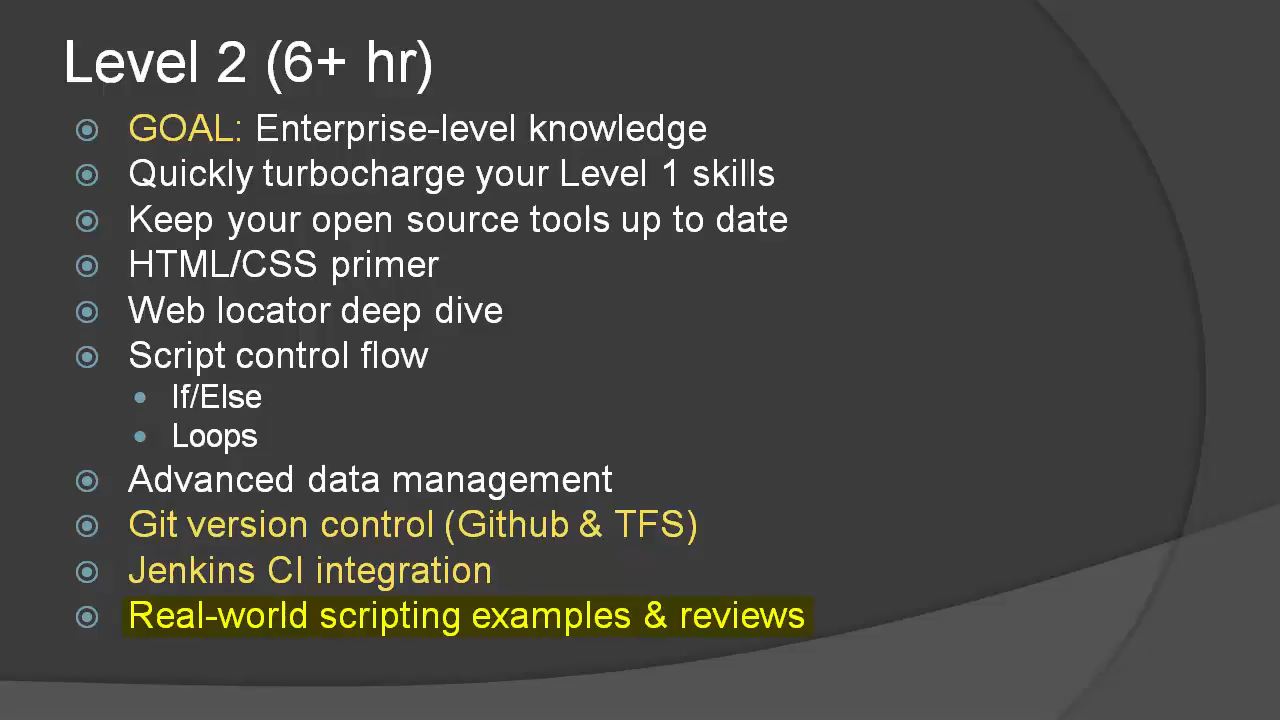 Level 2 (6+ hr)
GOAL: Enterprise-level knowledge
Quickly turbocharge your Level 1 skills
Keep your open source tools up to date
HTML/CSS primer
Web locator deep dive
Script control flow
If/Else
Loops
Advanced data management
Git version control (Github & TFS)
Jenkins CI integration
Real-world scripting examples & reviews